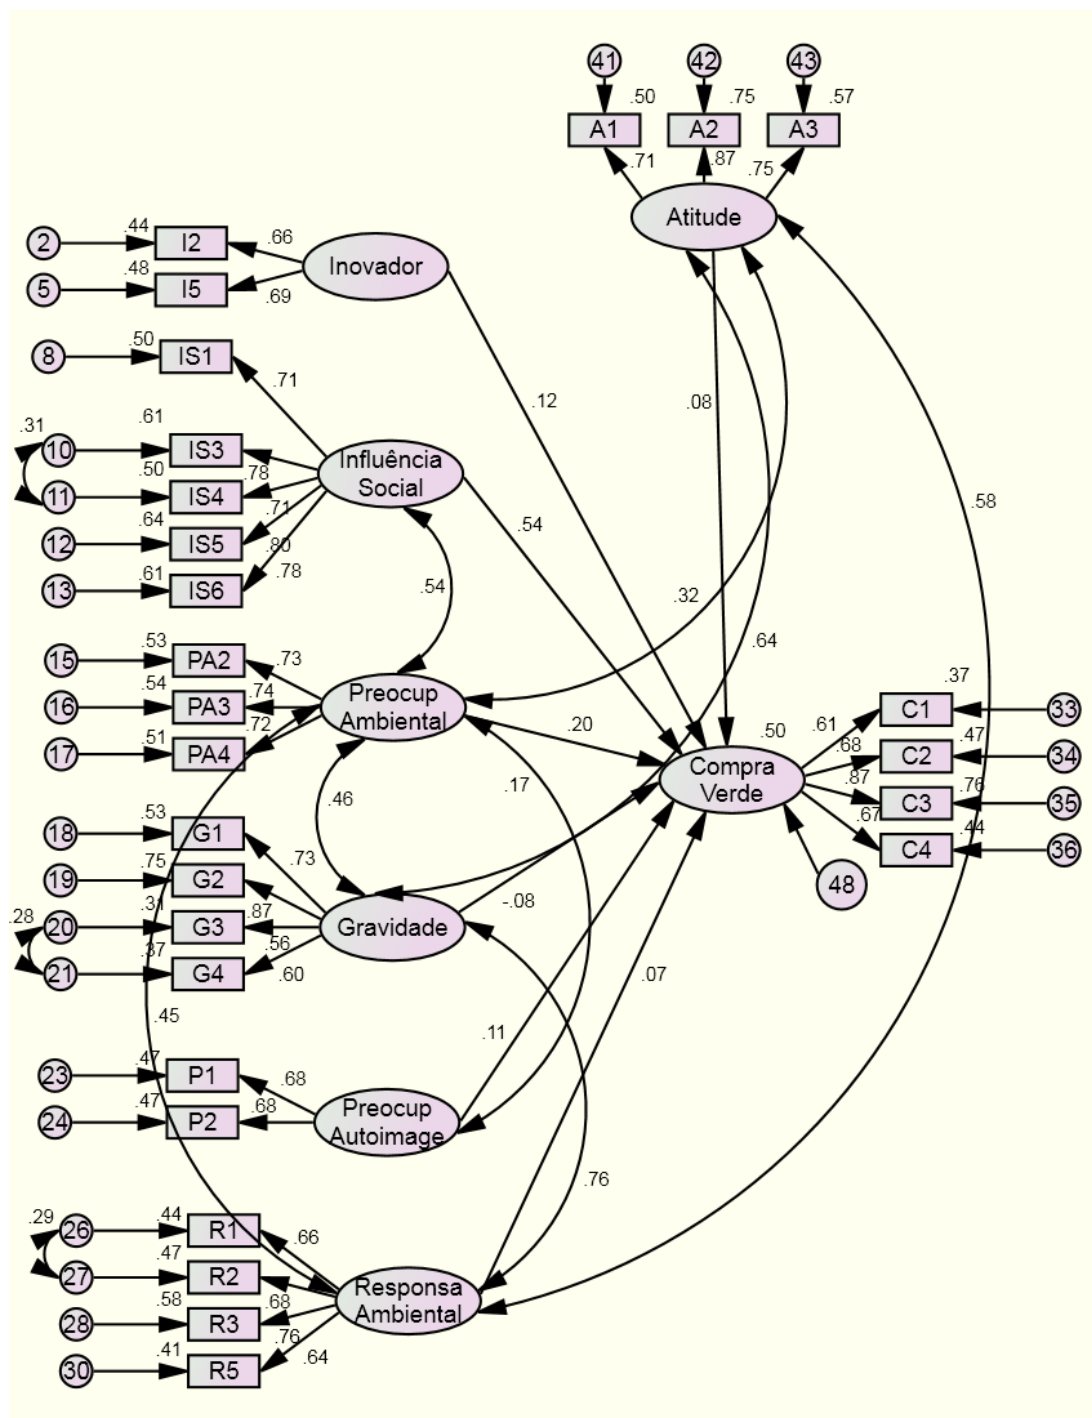 41 42 43
.50 .75 .57
A1 A2 A3
.71 .87 .75
Atitude
2 .44 I2 .66
Inovador
5 .48 I5 .69
8 .50 IS1 .71
.12 .08
.31 10 .61 IS3 .78
Influência
Social
11 .50 IS4 .71
12 .64 IS5 .80
13 .61 IS6 .78
.54
.58
.54
.32
.64
15 .53 PA2 .73
16 .54 PA3 .74
17 .51 PA4 .72
Preocup
Ambiental
.20
.17
.50
Compra
Verde
.37
.61 C1 33
.68 C2 .47 34
.87 C3 .76 35
.67 C4 .44 36
48
.46
18 .53 G1 .73
19 .75 G2 .87
.28 20 .31 G3 .56
21 .37 G4 .60
Gravidade
-.08
.07
.45
.11
23 .47 P1 .68
24 .47 P2 .68
Preocup
Autoimage
.76
.29 26 .44 R1 .66
27 .47 R2 .68
28 .58 R3 .76
30 .41 R5 .64
Responsa
Ambiental